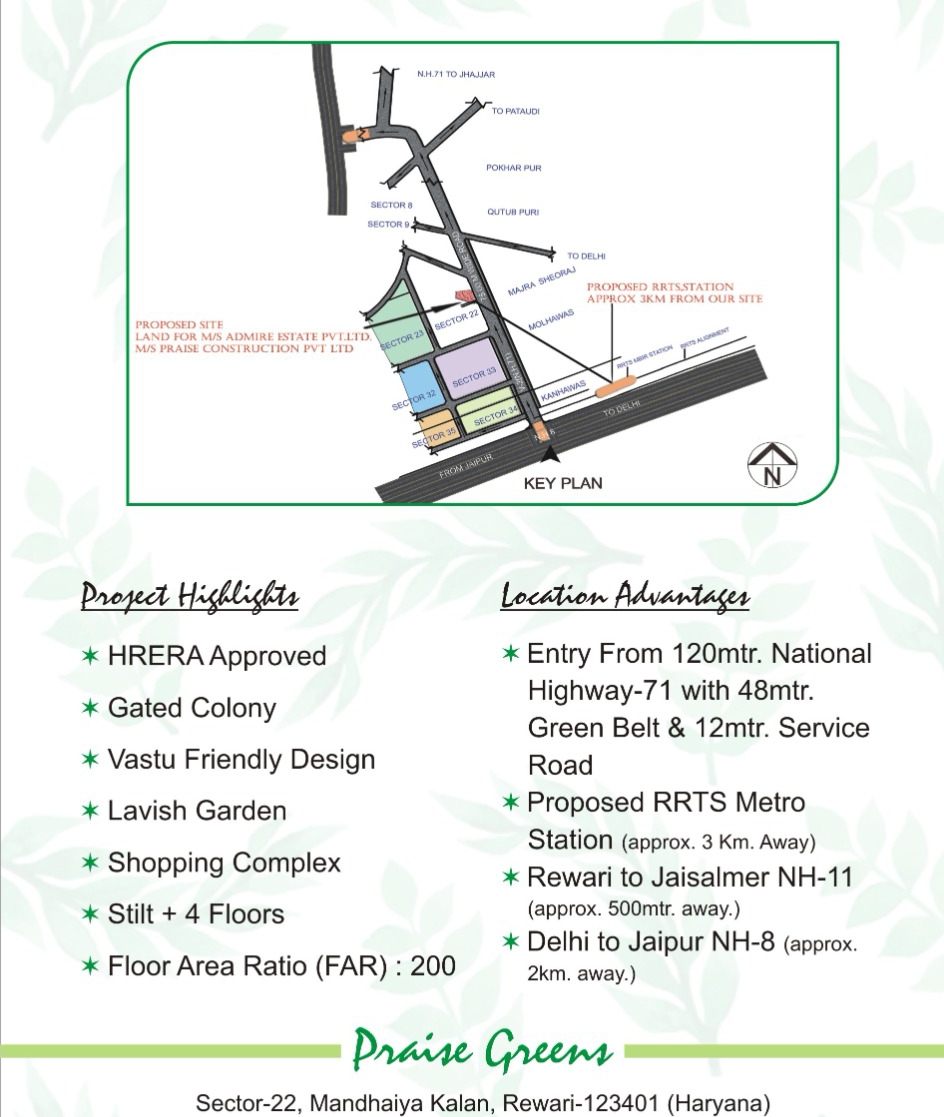 N.H.71 TO JHAJJAR
TO PATAUDI
POKHAR PUR
SECTOR 8
QUTUB PURI
SECTOR 9
TO DELHI
MAJRA SHEORAJ
PROPOSED RRTS,STATION
APPROX 3KM FROM OUR SITE
MOLHAWAS
SECTOR 22
PROPOSED SITE
LAND FOR M/S ADMIRE ESTATE PVT.LTD,
M/S PRAISE CONSTRUCTION PVT LTD
SECTOR 23
RRTS MBIR STATION
RRTS ALIGNMENT
SECTOR 33
SECTOR 32
KANHAWAS
SECTOR 34
TO DELHI
SECTOR 35
FROM JAIPUR
KEY PLAN
N
Project Highlights
✶ HRERA Approved
✶ Gated Colony
✶ Vastu Friendly Design
✶ Lavish Garden
✶ Shopping Complex
✶ Stilt + 4 Floors
✶ Floor Area Ratio (FAR) : 200
Location Advantages
✶ Entry From 120mtr. National
Highway-71 with 48mtr.
Green Belt & 12mtr. Service
Road
✶ Proposed RRTS Metro
Station (approx. 3 Km. Away)
✶ Rewari to Jaisalmer NH-11
(approx. 500mtr. away.)
✶ Delhi to Jaipur NH-8 (approx.
2km. away.)
Praise Greens
Sector-22, Mandhaiya Kalan, Rewari-123401 (Haryana)